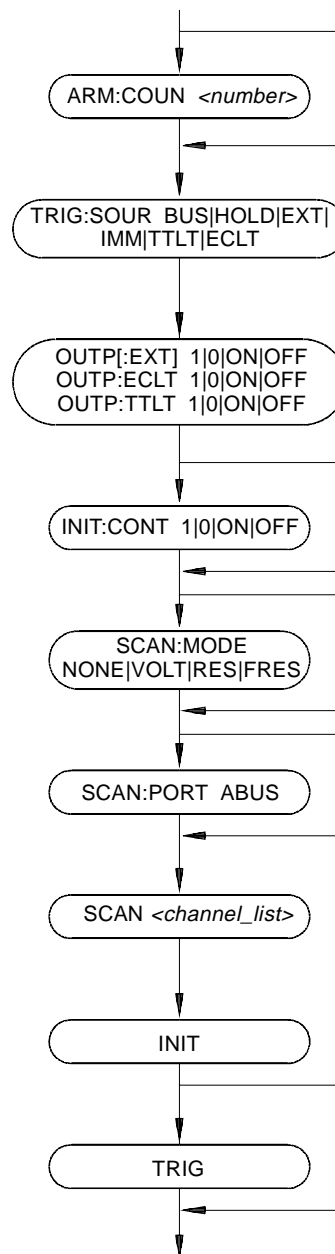 ARM:COUN <number>
TRIG:SOUR BUS|HOLD|EXT|
IMM|TTLT|ECLT
OUTP[:EXT] 1|0|ON|OFF
OUTP:ECLT 1|0|ON|OFF
OUTP:TTLT 1|0|ON|OFF
INIT:CONT 1|0|ON|OFF
SCAN:MODE
NONE|VOLT|RES|FRES
SCAN:PORT ABUS
SCAN <channel_list>
INIT
TRIG